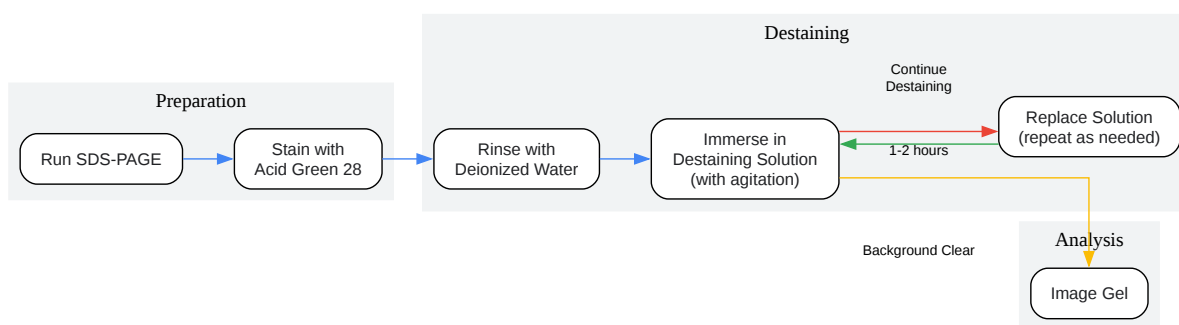 Destaining
Continue
Destaining
Preparation
Replace Solution
(repeat as needed)
Run SDS-PAGE
Stain with
Acid Green 28
Rinse with
Deionized Water
Immerse in
Destaining Solution
(with agitation)
1-2 hours
Background Clear
Analysis
Image Gel